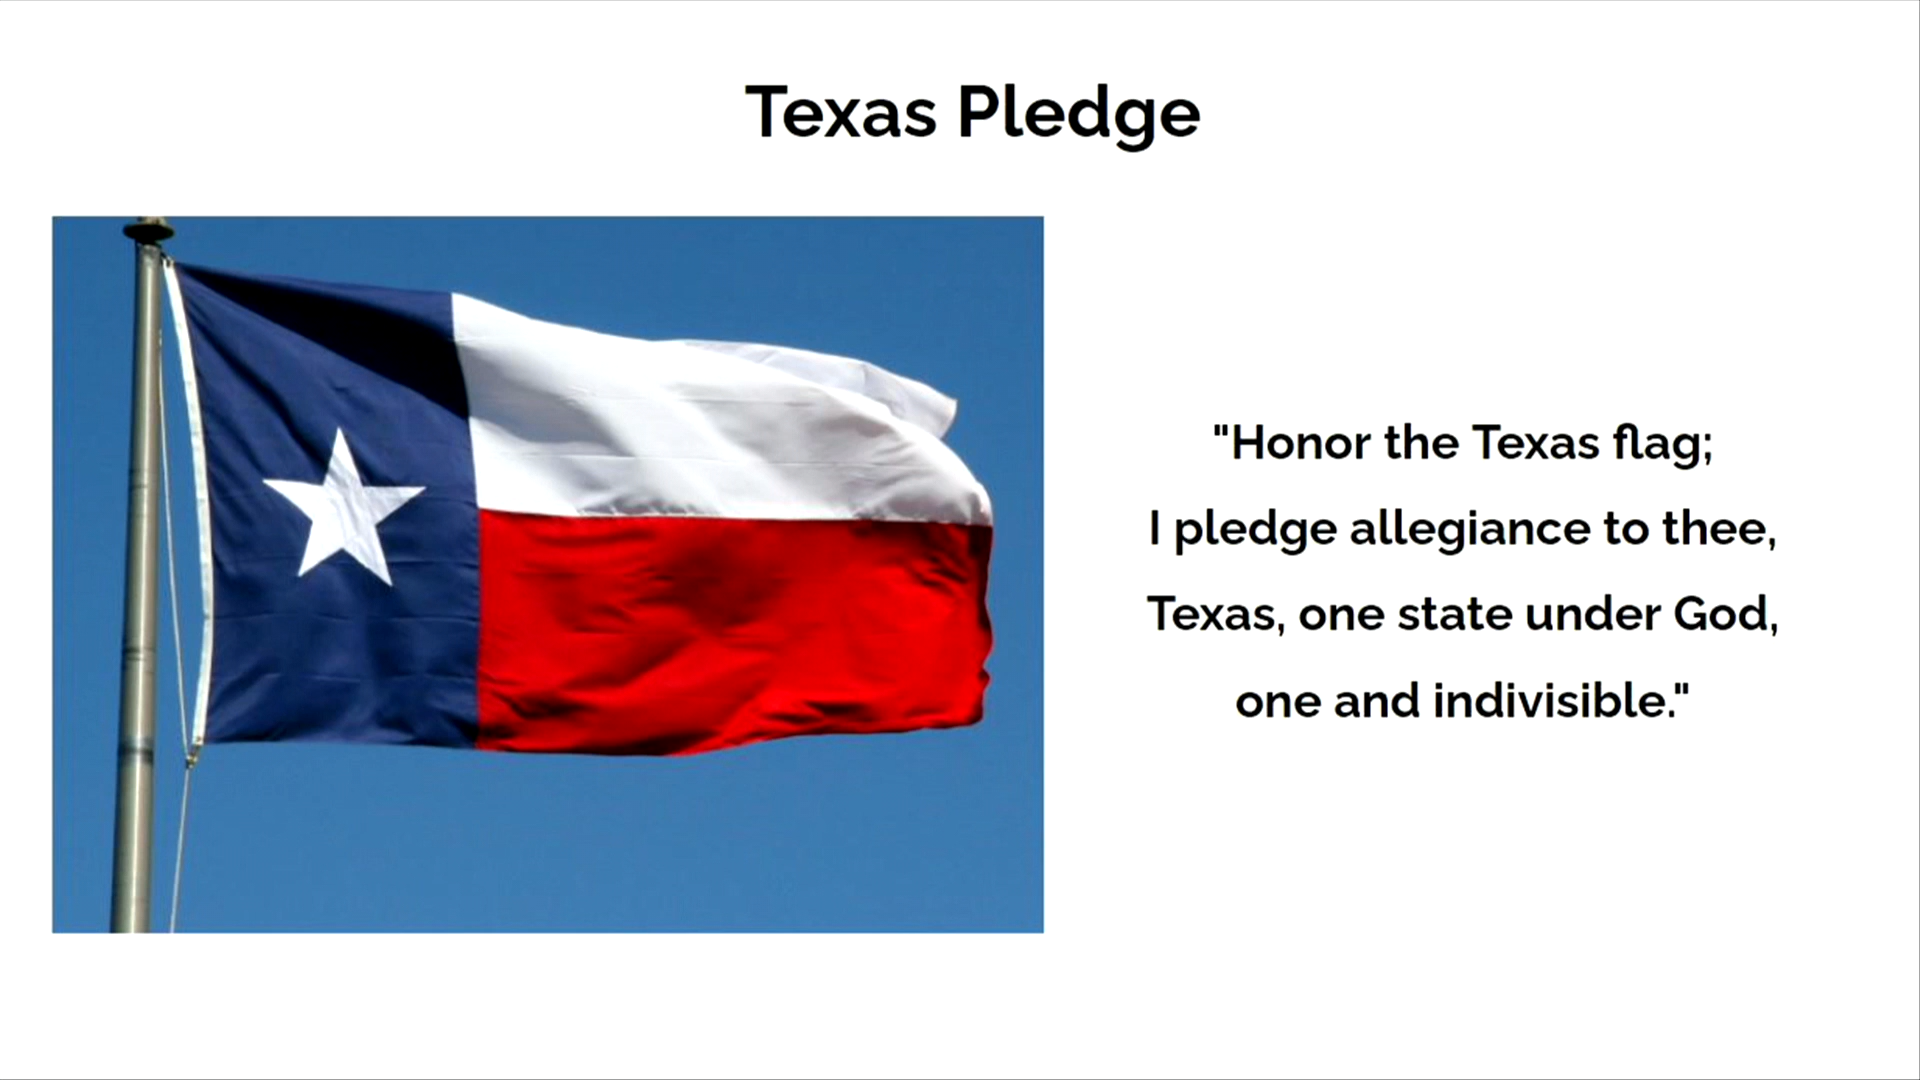 Texas Pledge
"Honor the Texas flag;
I pledge allegiance to thee,
Texas, one state under God,
one and indivisible."